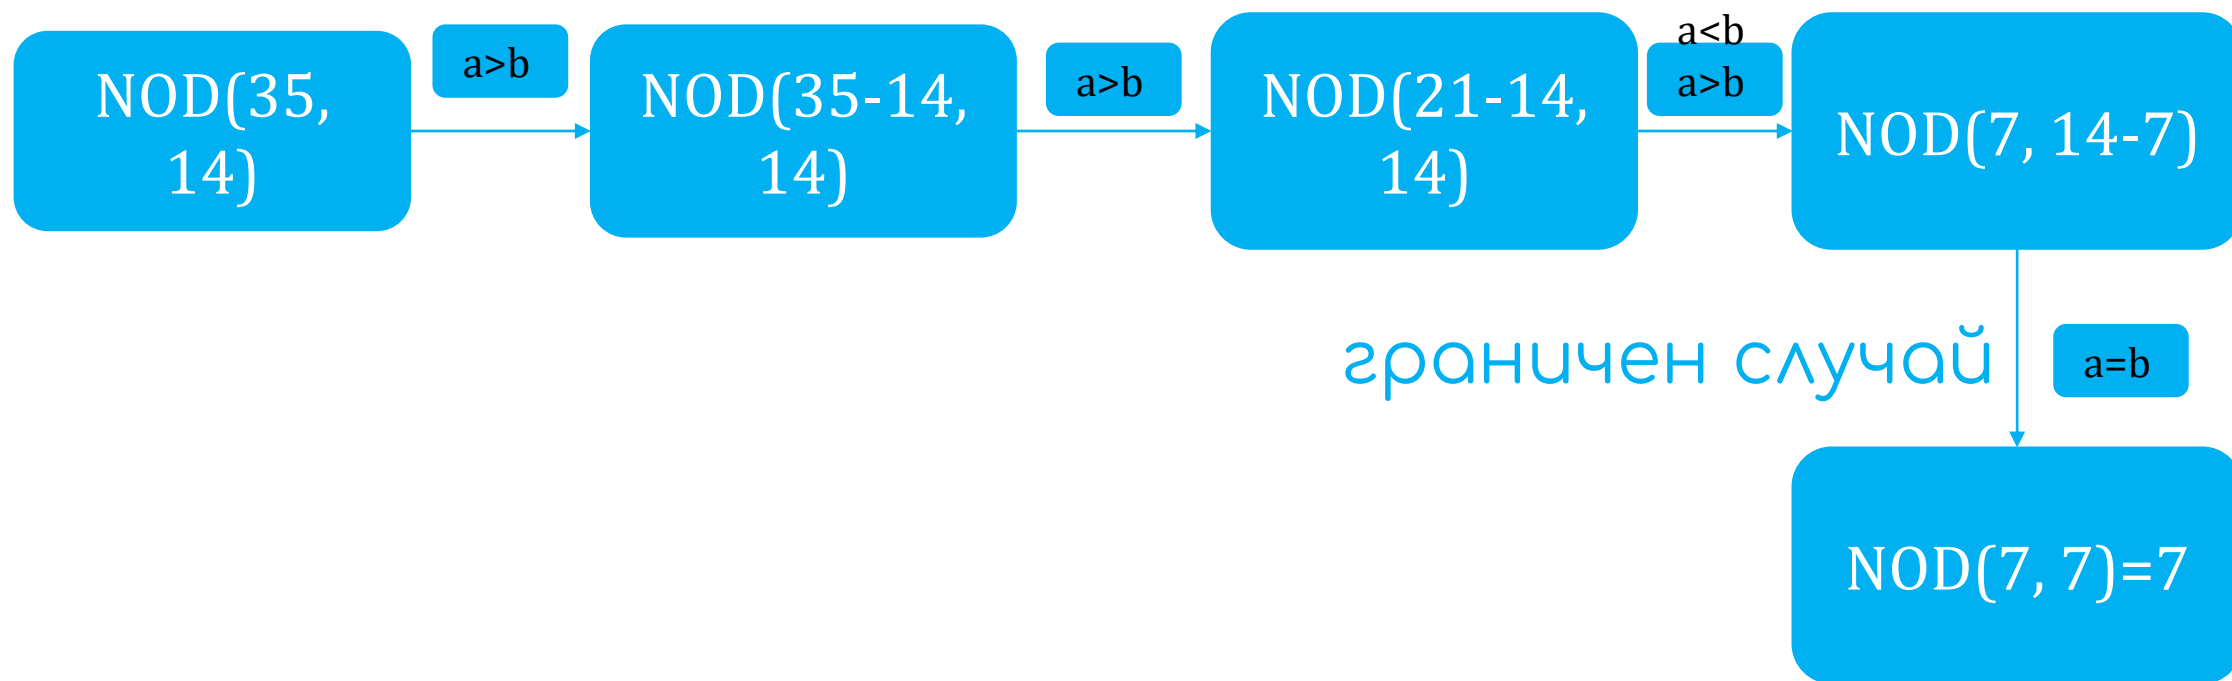 NOD(35,
14)
a>b
NOD(35-14,
14)
a>b
NOD(21-14,
14)
a<b
a>b
NOD(7, 14-7)
граничен случай
a=b
NOD(7, 7)=7